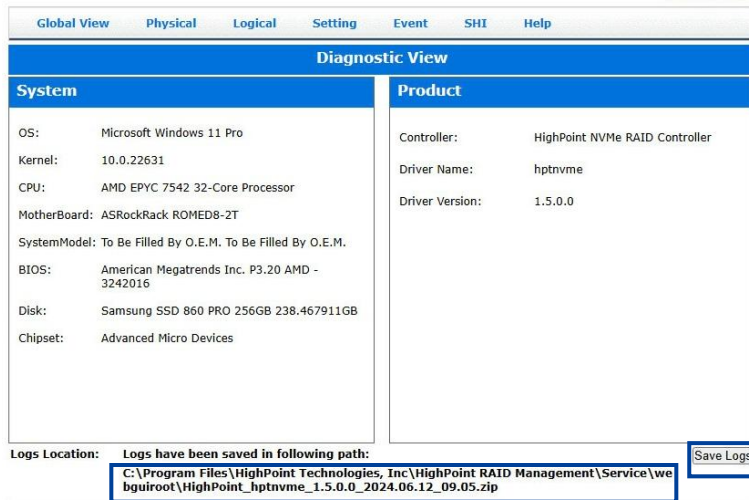 Global View Physical Logical Setting Event SHI Help
Diagnostic View
System
OS: Microsoft Windows 11 Pro
Kernel: 10.0.22631
CPU: AMD EPYC 7542 32-Core Processor
MotherBoard: ASRockRack ROMED8-2T
SystemModel: To Be Filled By O.E.M. To Be Filled By O.E.M.
BIOS: American Megatrends Inc. P3.20 AMD -
3242016
Disk: Samsung SSD 860 PRO 256GB 238.467911GB
Chipset: Advanced Micro Devices
Product
Controller: HighPoint NVMe RAID Controller
Driver Name: hptnvme
Driver Version: 1.5.0.0
Logs Location: Logs have been saved in following path:
C:\Program Files\HighPoint Technologies, Inc\HighPoint RAID Management\Service\we
bguiroot\HighPoint_hptnvme_1.5.0.0_2024.06.12_09.05.zip
Save Logs